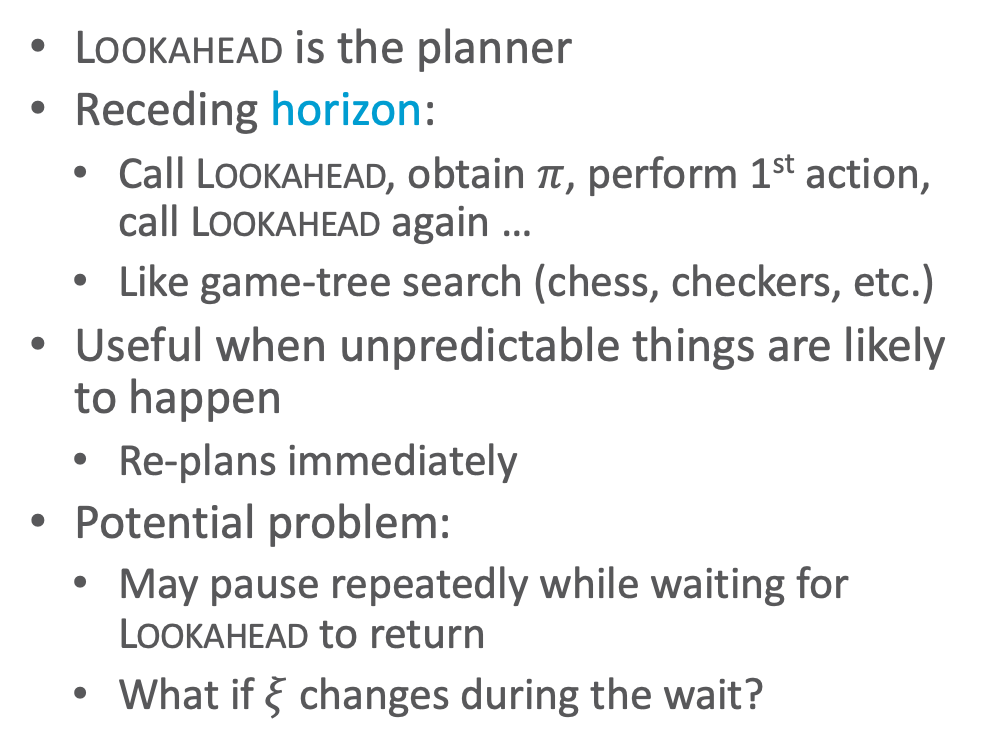 • LOOKAHEAD is the planner
• Receding horizon:
• Call LOOKAHEAD, obtain π, perform 1st action,
call LOOKAHEAD again …
• Like game-tree search (chess, checkers, etc.)
• Useful when unpredictable things are likely
to happen
• Re-plans immediately
• Potential problem:
• May pause repeatedly while waiting for
LOOKAHEAD to return
• What if ξ changes during the wait?